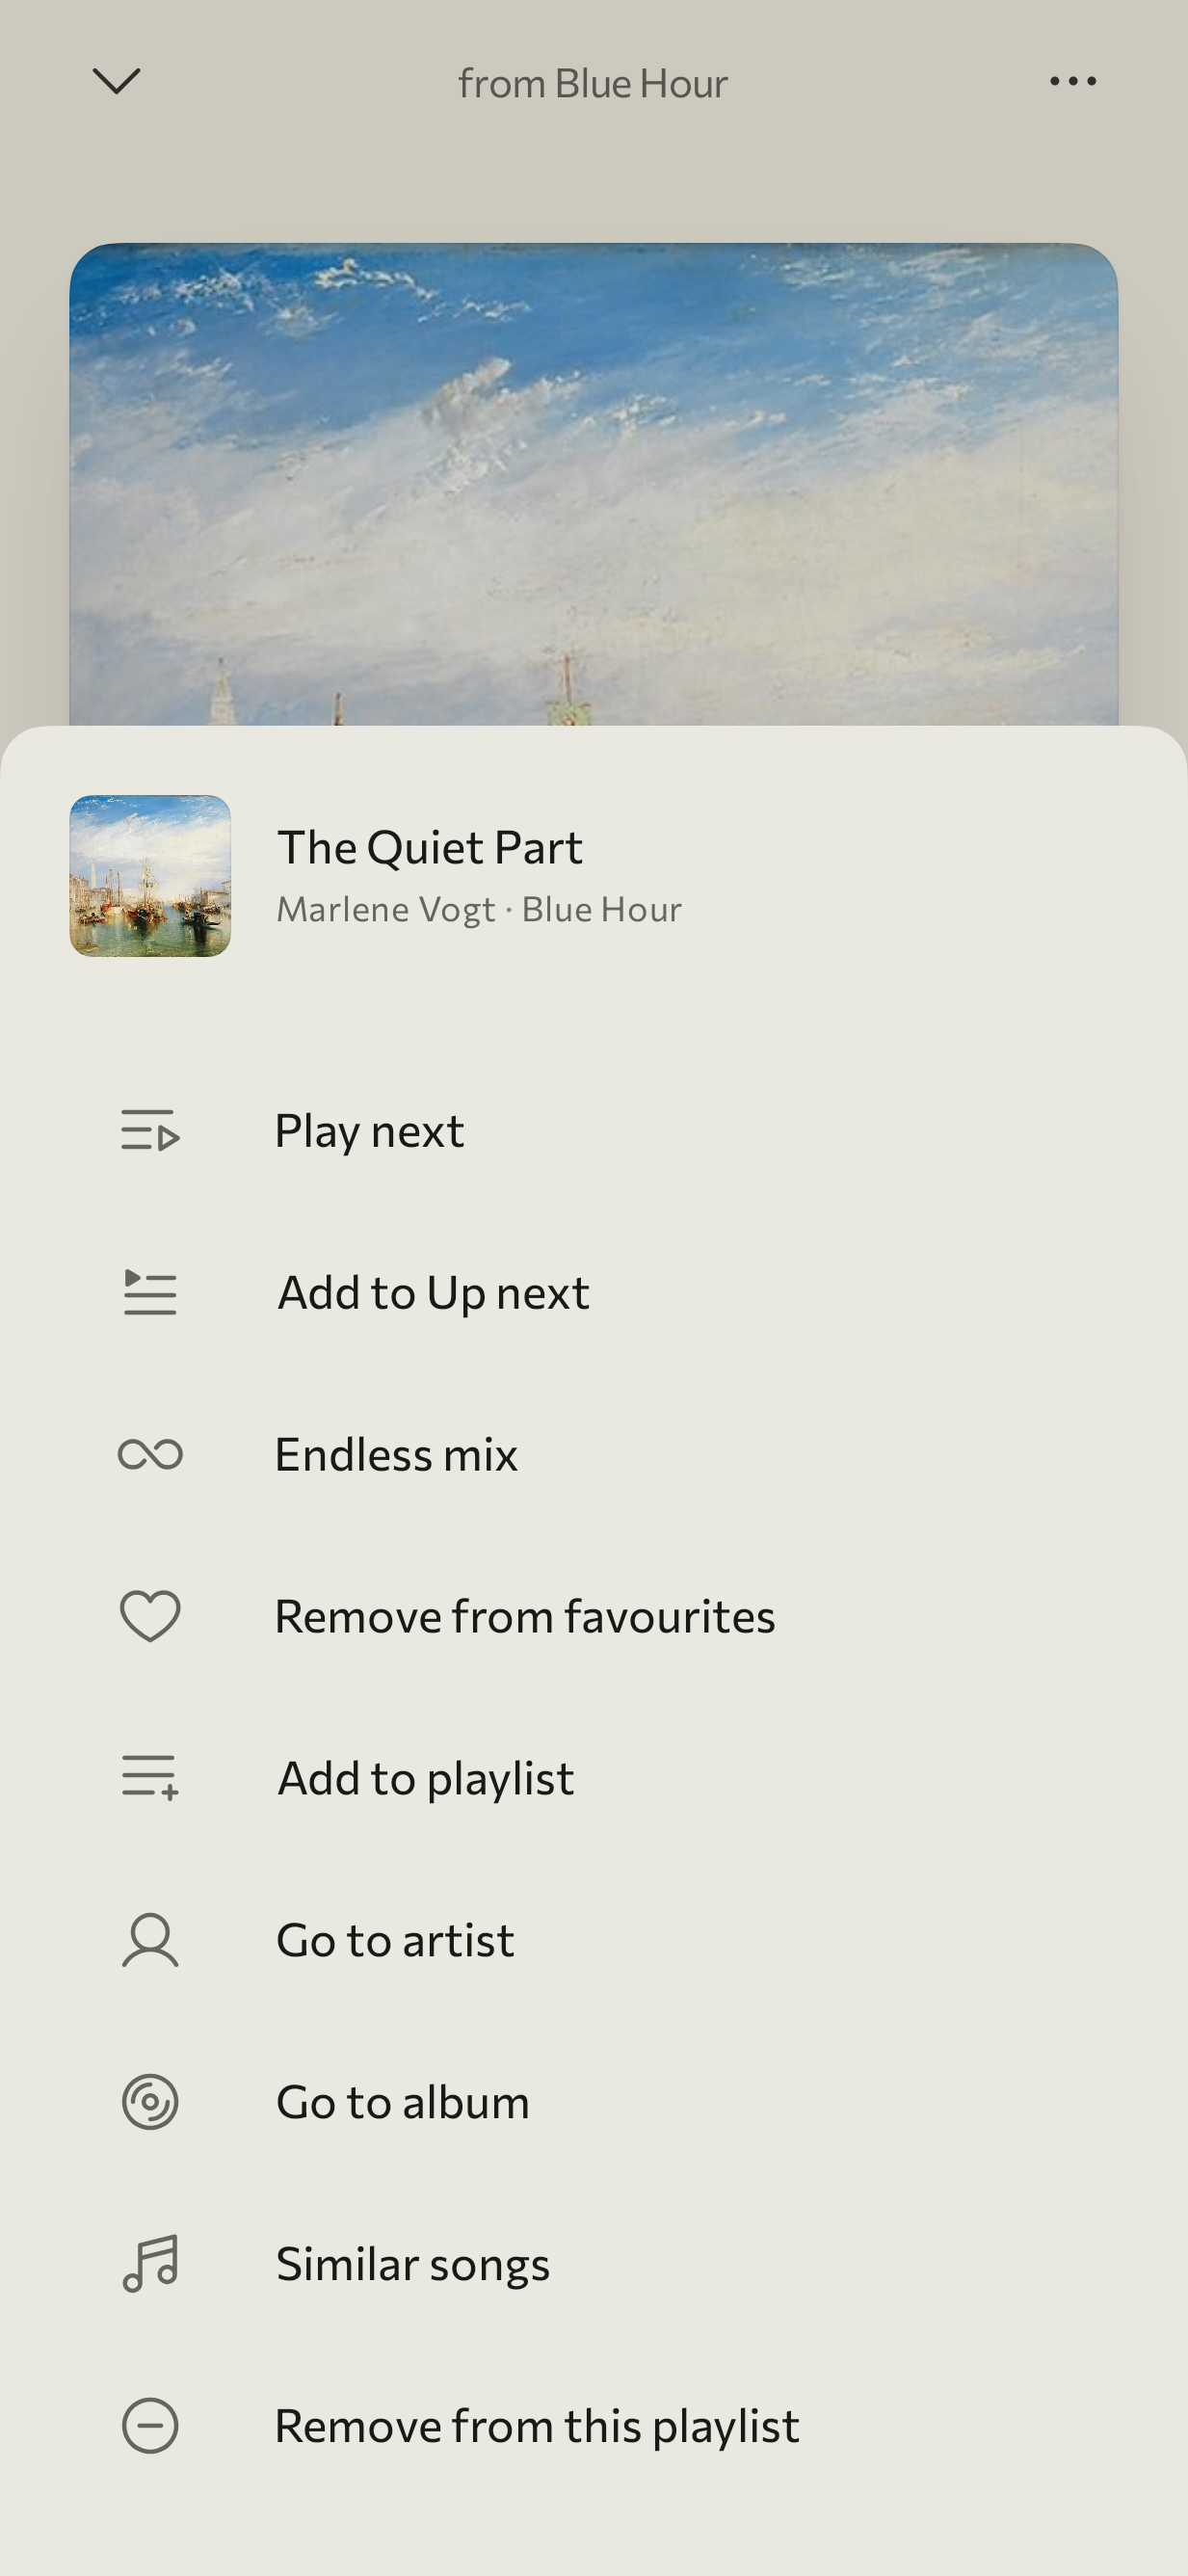 from Blue Hour
The Quiet Part
Marlene Vogt · Blue Hour
Play next
Add to Up next
Endless mix
Remove from favourites
Add to playlist
Go to artist
Go to album
Similar songs
Remove from this playlist